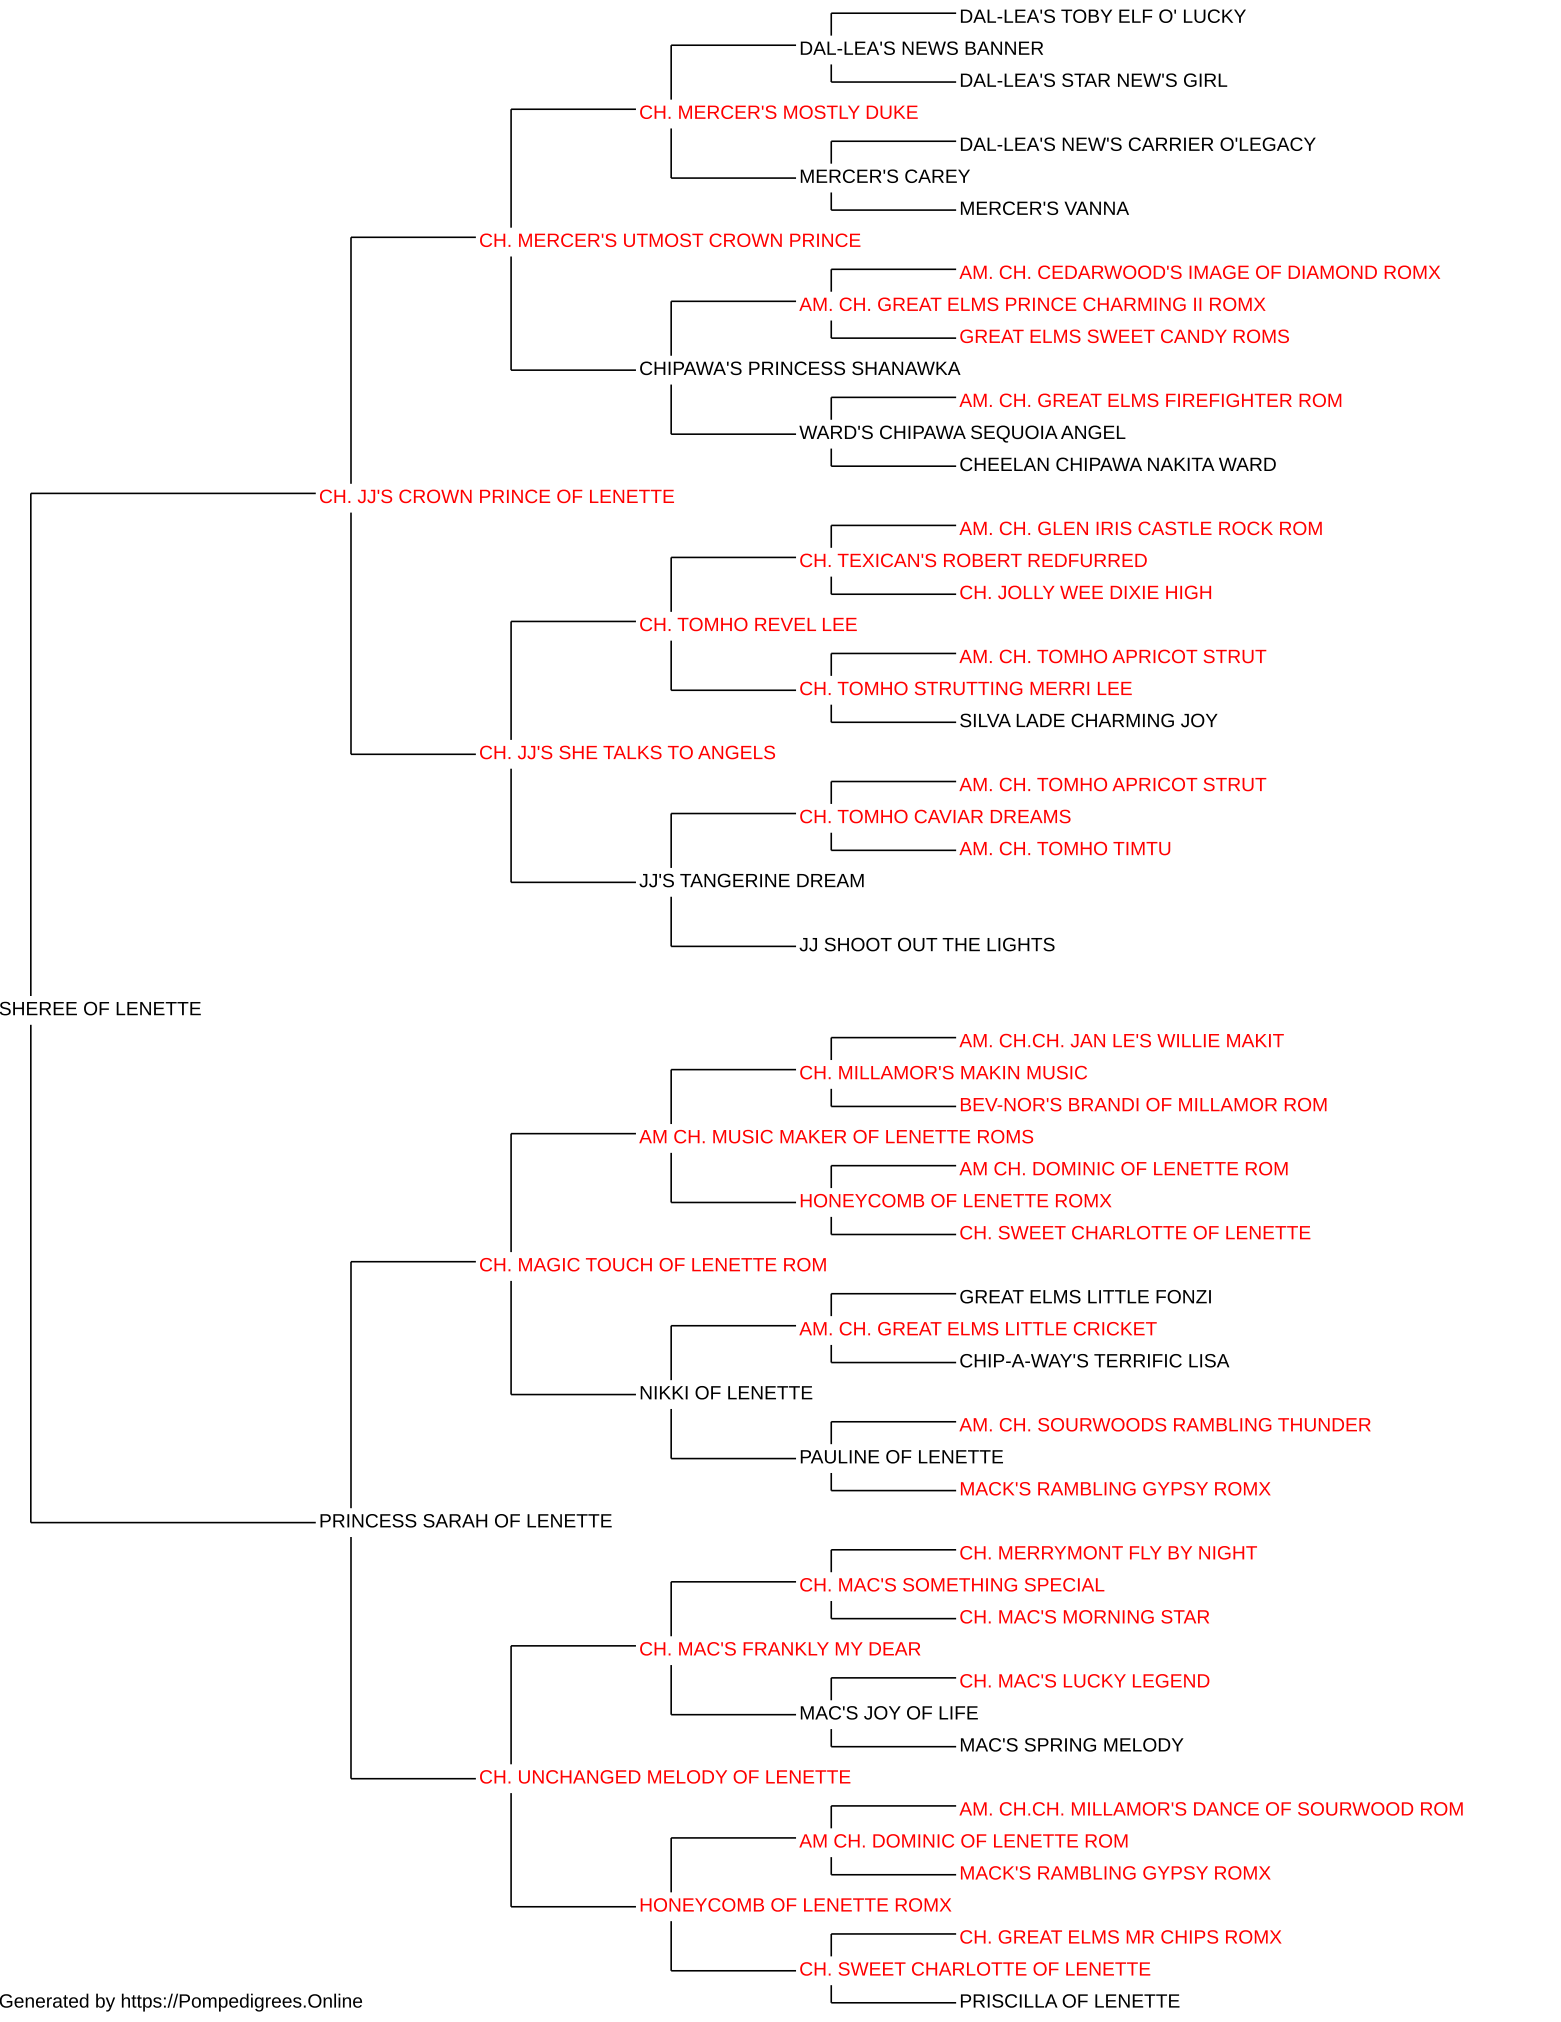 DAL-LEA'S TOBY ELF O' LUCKY
DAL-LEA'S NEWS BANNER
DAL-LEA'S STAR NEW'S GIRL
CH. MERCER'S MOSTLY DUKE
DAL-LEA'S NEW'S CARRIER O'LEGACY
MERCER'S CAREY
MERCER'S VANNA
CH. MERCER'S UTMOST CROWN PRINCE
AM. CH. CEDARWOOD'S IMAGE OF DIAMOND ROMX
AM. CH. GREAT ELMS PRINCE CHARMING II ROMX
GREAT ELMS SWEET CANDY ROMS
CHIPAWA'S PRINCESS SHANAWKA
AM. CH. GREAT ELMS FIREFIGHTER ROM
WARD'S CHIPAWA SEQUOIA ANGEL
CHEELAN CHIPAWA NAKITA WARD
CH. JJ'S CROWN PRINCE OF LENETTE
AM. CH. GLEN IRIS CASTLE ROCK ROM
CH. TEXICAN'S ROBERT REDFURRED
CH. JOLLY WEE DIXIE HIGH
CH. TOMHO REVEL LEE
AM. CH. TOMHO APRICOT STRUT
CH. TOMHO STRUTTING MERRI LEE
SILVA LADE CHARMING JOY
CH. JJ'S SHE TALKS TO ANGELS
AM. CH. TOMHO APRICOT STRUT
CH. TOMHO CAVIAR DREAMS
AM. CH. TOMHO TIMTU
JJ'S TANGERINE DREAM
JJ SHOOT OUT THE LIGHTS
SHEREE OF LENETTE
AM. CH.CH. JAN LE'S WILLIE MAKIT
CH. MILLAMOR'S MAKIN MUSIC
BEV-NOR'S BRANDI OF MILLAMOR ROM
AM CH. MUSIC MAKER OF LENETTE ROMS
AM CH. DOMINIC OF LENETTE ROM
HONEYCOMB OF LENETTE ROMX
CH. SWEET CHARLOTTE OF LENETTE
CH. MAGIC TOUCH OF LENETTE ROM
GREAT ELMS LITTLE FONZI
AM. CH. GREAT ELMS LITTLE CRICKET
CHIP-A-WAY'S TERRIFIC LISA
NIKKI OF LENETTE
AM. CH. SOURWOODS RAMBLING THUNDER
PAULINE OF LENETTE
MACK'S RAMBLING GYPSY ROMX
PRINCESS SARAH OF LENETTE
CH. MERRYMONT FLY BY NIGHT
CH. MAC'S SOMETHING SPECIAL
CH. MAC'S MORNING STAR
CH. MAC'S FRANKLY MY DEAR
CH. MAC'S LUCKY LEGEND
MAC'S JOY OF LIFE
MAC'S SPRING MELODY
CH. UNCHANGED MELODY OF LENETTE
AM. CH.CH. MILLAMOR'S DANCE OF SOURWOOD ROM
AM CH. DOMINIC OF LENETTE ROM
MACK'S RAMBLING GYPSY ROMX
HONEYCOMB OF LENETTE ROMX
CH. GREAT ELMS MR CHIPS ROMX
CH. SWEET CHARLOTTE OF LENETTE
PRISCILLA OF LENETTE
Generated by https://Pompedigrees.Online